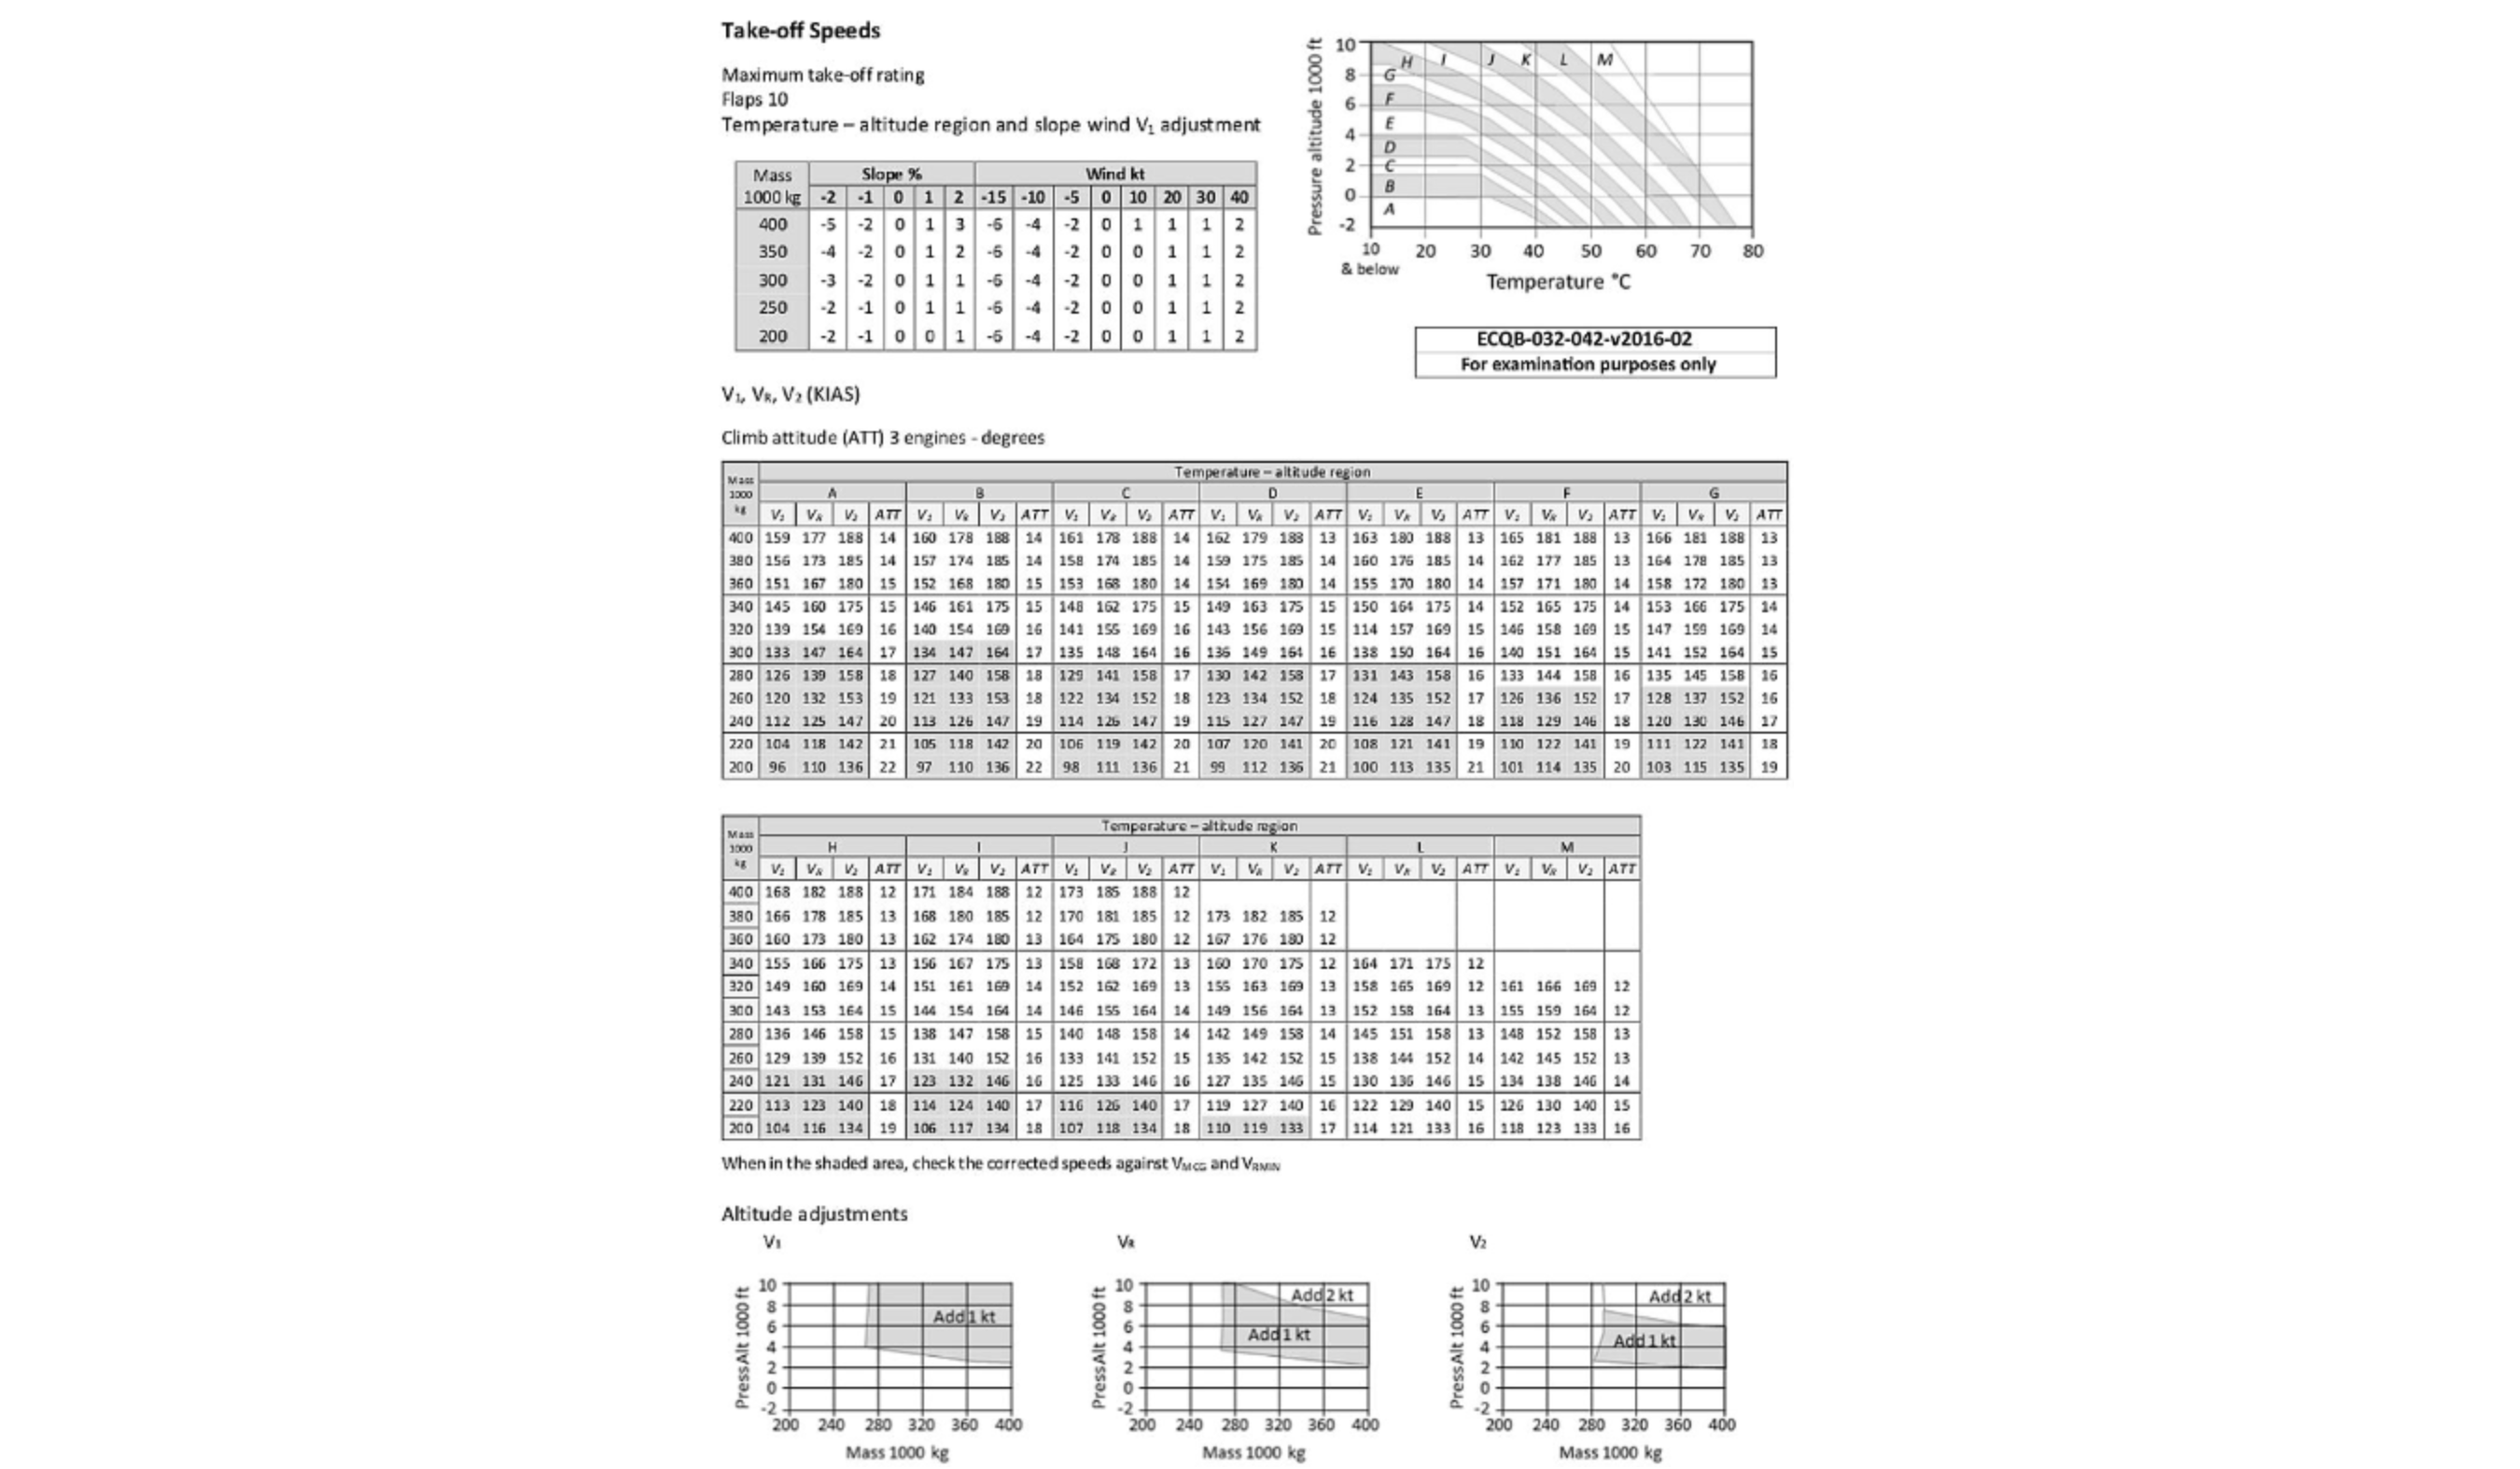 Take-off Speeds
Maximum take-off rating
Flaps 10
Temperature – altitude region and slope wind V₁ adjustment
Mass 1000 kg | Slope % | Wind kt
-2 -1 0 1 2 -15 -10 -5 0 10 20 30 40
400 -5 -2 0 1 3 -6 -4 -2 0 1 1 1 2
350 -4 -2 0 1 2 -6 -4 -2 0 0 1 1 2
300 -3 -2 0 1 1 -6 -4 -2 0 0 1 1 2
250 -2 -1 0 1 1 -6 -4 -2 0 0 1 1 2
200 -2 -1 0 0 1 -6 -4 -2 0 0 1 1 2
Pressure altitude 1000 ft
10
8
6
4
2
0
-2
H I J K L M
G
F
E
D
C
B
A
10 20 30 40 50 60 70 80
& below
Temperature °C
ECQB-032-042-v2016-02
For examination purposes only
V₁, VR, V₂ (KIAS)
Climb attitude (ATT) 3 engines - degrees
Mass 1000 kg
Temperature – altitude region
A B C D E F G
V₁ VR V₂ ATT V₁ VR V₂ ATT V₁ VR V₂ ATT V₁ VR V₂ ATT V₁ VR V₂ ATT V₁ VR V₂ ATT V₁ VR V₂ ATT
400 159 177 188 14 160 178 188 14 161 178 188 14 162 179 188 13 163 180 188 13 165 181 188 13 166 181 188 13
380 156 173 185 14 157 174 185 14 158 174 185 14 159 175 185 14 160 176 185 14 162 177 185 13 164 178 185 13
360 151 167 180 15 152 168 180 15 153 168 180 14 154 169 180 14 155 170 180 14 157 171 180 14 158 172 180 13
340 145 160 175 15 146 161 175 15 148 162 175 15 149 163 175 15 150 164 175 14 152 165 175 14 153 166 175 14
320 139 154 169 16 140 154 169 16 141 155 169 16 143 156 169 15 114 157 169 15 146 158 169 15 147 159 169 14
300 133 147 164 17 134 147 164 17 135 148 164 16 136 149 164 16 138 150 164 16 140 151 164 15 141 152 164 15
280 126 139 158 18 127 140 158 18 129 141 158 17 130 142 158 17 131 143 158 16 133 144 158 16 135 145 158 16
260 120 132 153 19 121 133 153 18 122 134 152 18 123 134 152 18 124 135 152 17 126 136 152 17 128 137 152 16
240 112 125 147 20 113 126 147 19 114 126 147 19 115 127 147 19 116 128 147 18 118 129 146 18 120 130 146 17
220 104 118 142 21 105 118 142 20 106 119 142 20 107 120 141 20 108 121 141 19 110 122 141 19 111 122 141 18
200 96 110 136 22 97 110 136 22 98 111 136 21 99 112 136 21 100 113 135 21 101 114 135 20 103 115 135 19
Mass 1000 kg
Temperature – altitude region
H I J K L M
V₁ VR V₂ ATT V₁ VR V₂ ATT V₁ VR V₂ ATT V₁ VR V₂ ATT V₁ VR V₂ ATT V₁ VR V₂ ATT
400 168 182 188 12 171 184 188 12 173 185 188 12
380 166 178 185 13 168 180 185 12 170 181 185 12 173 182 185 12
360 160 173 180 13 162 174 180 13 164 175 180 12 167 176 180 12
340 155 166 175 13 156 167 175 13 158 168 172 13 160 170 175 12 164 171 175 12
320 149 160 169 14 151 161 169 14 152 162 169 13 155 163 169 13 158 165 169 12 161 166 169 12
300 143 153 164 15 144 154 164 14 146 155 164 14 149 156 164 13 152 158 164 13 155 159 164 12
280 136 146 158 15 138 147 158 15 140 148 158 14 142 149 158 14 145 151 158 13 148 152 158 13
260 129 139 152 16 131 140 152 16 133 141 152 15 135 142 152 15 138 144 152 14 142 145 152 13
240 121 131 146 17 123 132 146 16 125 133 146 16 127 135 146 15 130 136 146 15 134 138 146 14
220 113 123 140 18 114 124 140 17 116 126 140 17 119 127 140 16 122 129 140 15 126 130 140 15
200 104 116 134 19 106 117 134 18 107 118 134 18 110 119 133 17 114 121 133 16 118 123 133 16
When in the shaded area, check the corrected speeds against VMCG and VRMIN
Altitude adjustments
V₁
Press Alt 1000 ft
10
8
6
4
2
0
-2
Add 1 kt
200 240 280 320 360 400
Mass 1000 kg
VR
Press Alt 1000 ft
10
8
6
4
2
0
-2
Add 2 kt
Add 1 kt
200 240 280 320 360 400
Mass 1000 kg
V₂
Press Alt 1000 ft
10
8
6
4
2
0
-2
Add 2 kt
Add 1 kt
200 240 280 320 360 400
Mass 1000 kg